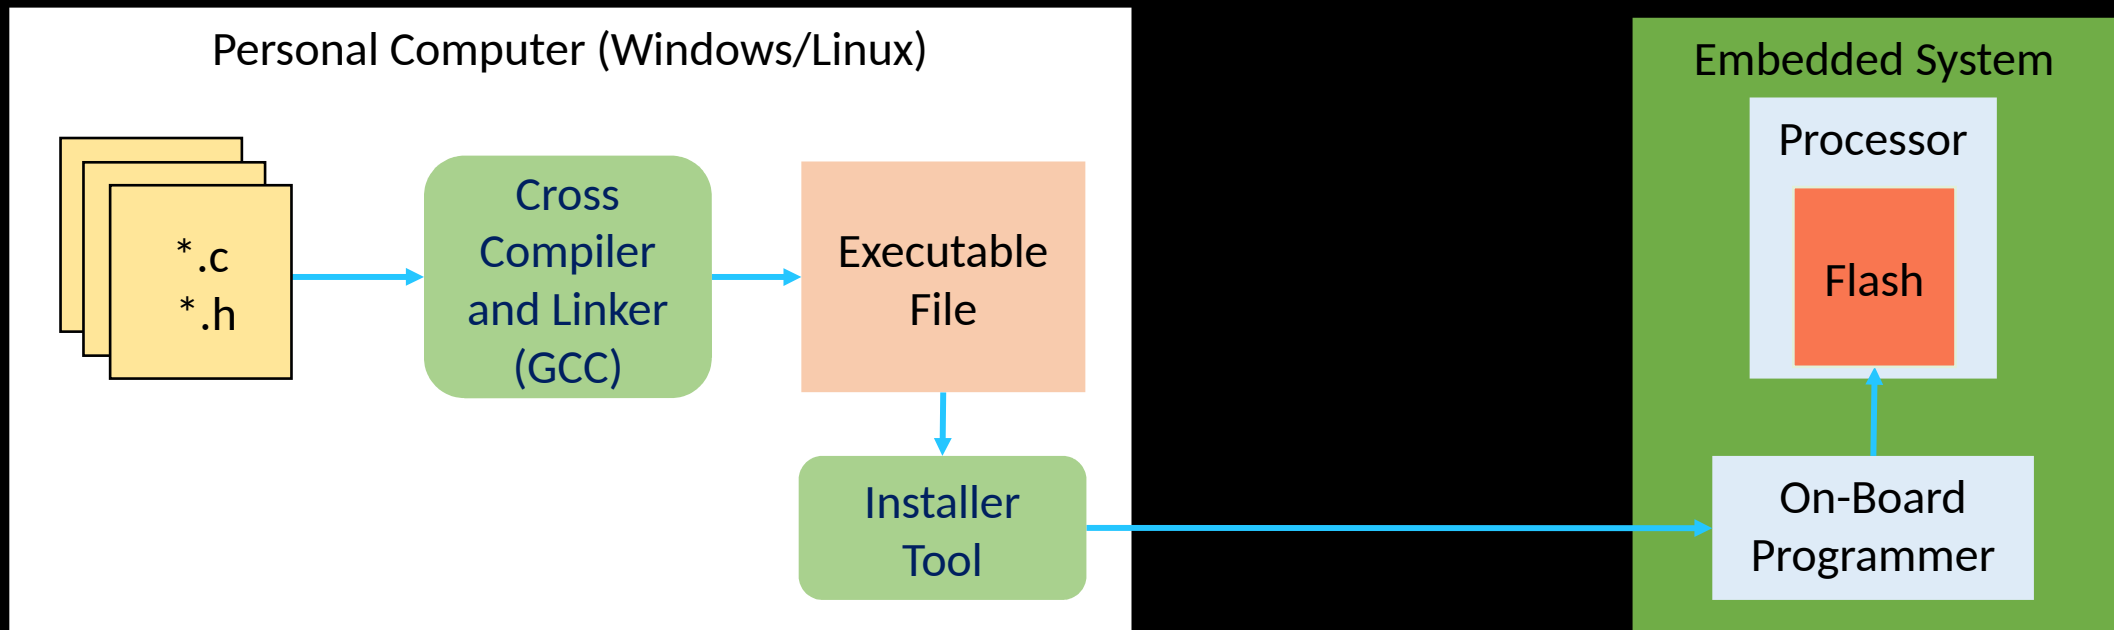 Personal Computer (Windows/Linux)
*.c
*.h
Cross
Compiler
and Linker
(GCC)
Executable
File
Installer
Tool
Embedded System
Processor
Flash
On-Board
Programmer